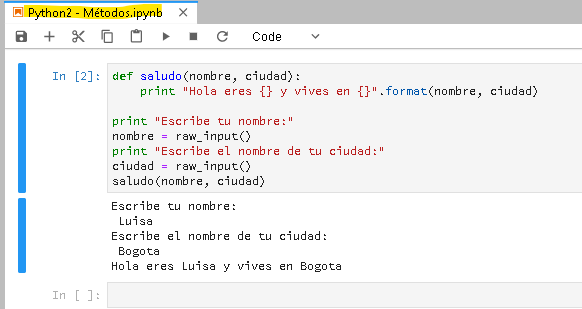 Python2 - Métodos.ipynb
Code
In [2]: def saludo(nombre, ciudad):
    print "Hola eres {} y vives en {}".format(nombre, ciudad)
print "Escribe tu nombre:"
nombre = raw_input()
print "Escribe el nombre de tu ciudad:"
ciudad = raw_input()
saludo(nombre, ciudad)
Escribe tu nombre:
 Luisa
Escribe el nombre de tu ciudad:
 Bogota
Hola eres Luisa y vives en Bogota
In [ ]: